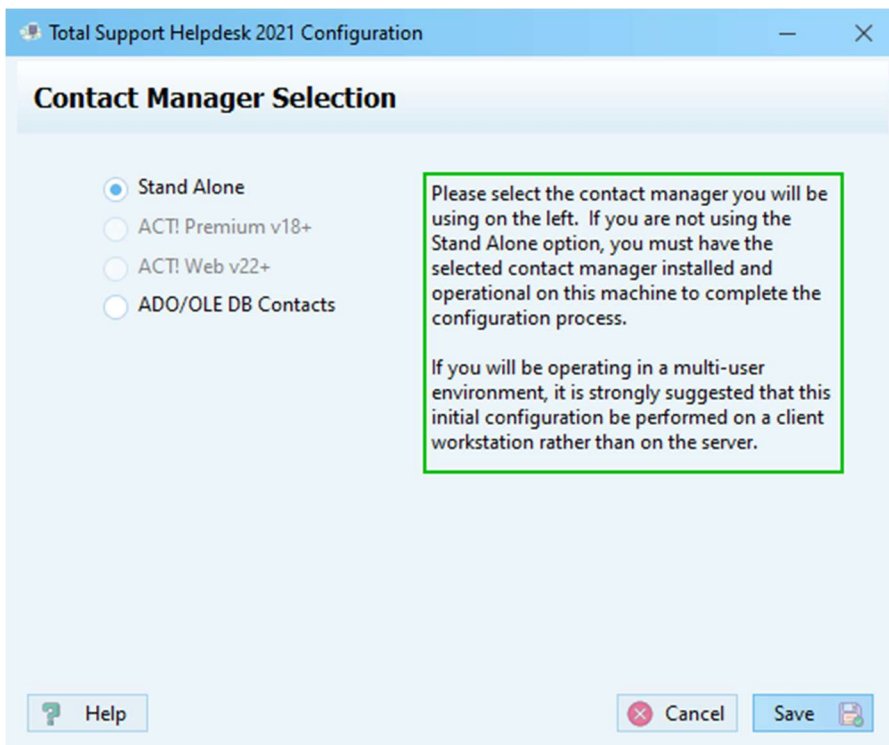 Total Support Helpdesk 2021 Configuration
Contact Manager Selection
Stand Alone
ACT! Premium v18+
ACT! Web v22+
ADO/OLE DB Contacts
Please select the contact manager you will be
using on the left.  If you are not using the
Stand Alone option, you must have the
selected contact manager installed and
operational on this machine to complete the
configuration process.
If you will be operating in a multi-user
environment, it is strongly suggested that this
initial configuration be performed on a client
workstation rather than on the server.
Help
Cancel
Save